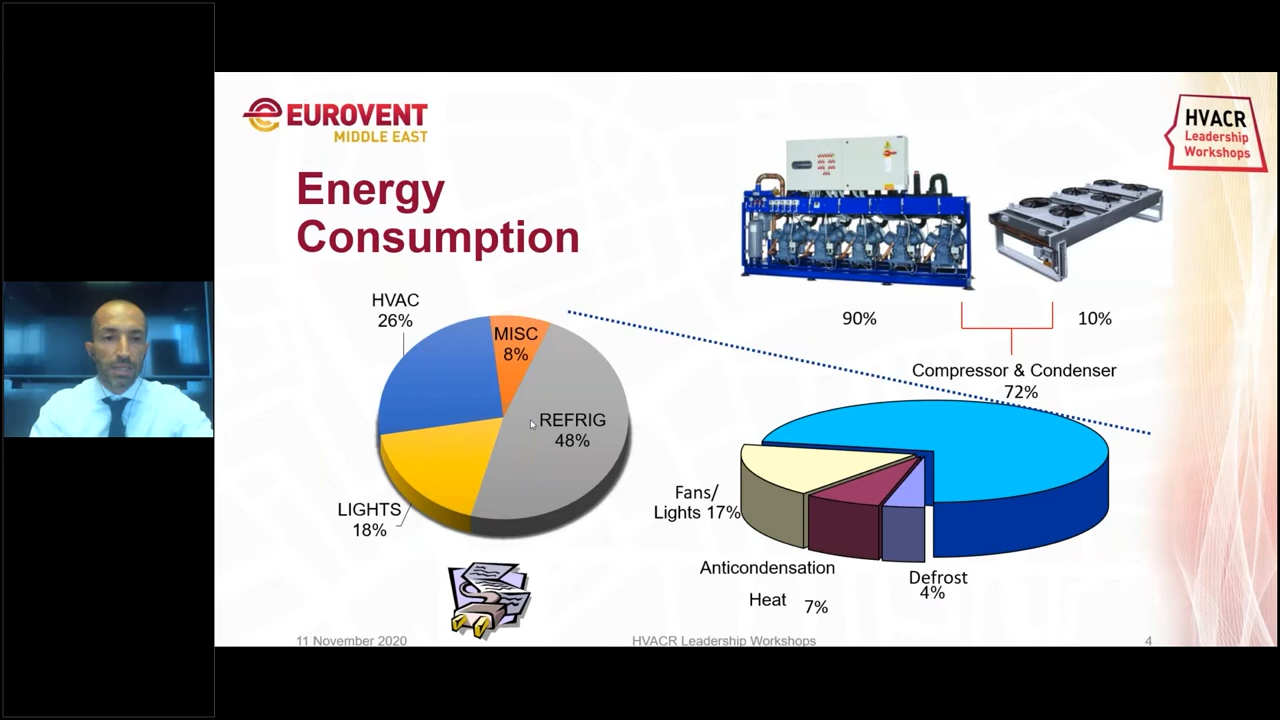 EUROVENT
MIDDLE EAST
HVACR
Leadership
Workshops
Energy
Consumption
HVAC
26%
MISC
8%
REFRIG
48%
LIGHTS
18%
90%
10%
Compressor & Condenser
72%
Fans/
Lights 17%
Anticondensation
Heat 7%
Defrost
4%
11 November 2020
HVACR Leadership Workshops
4